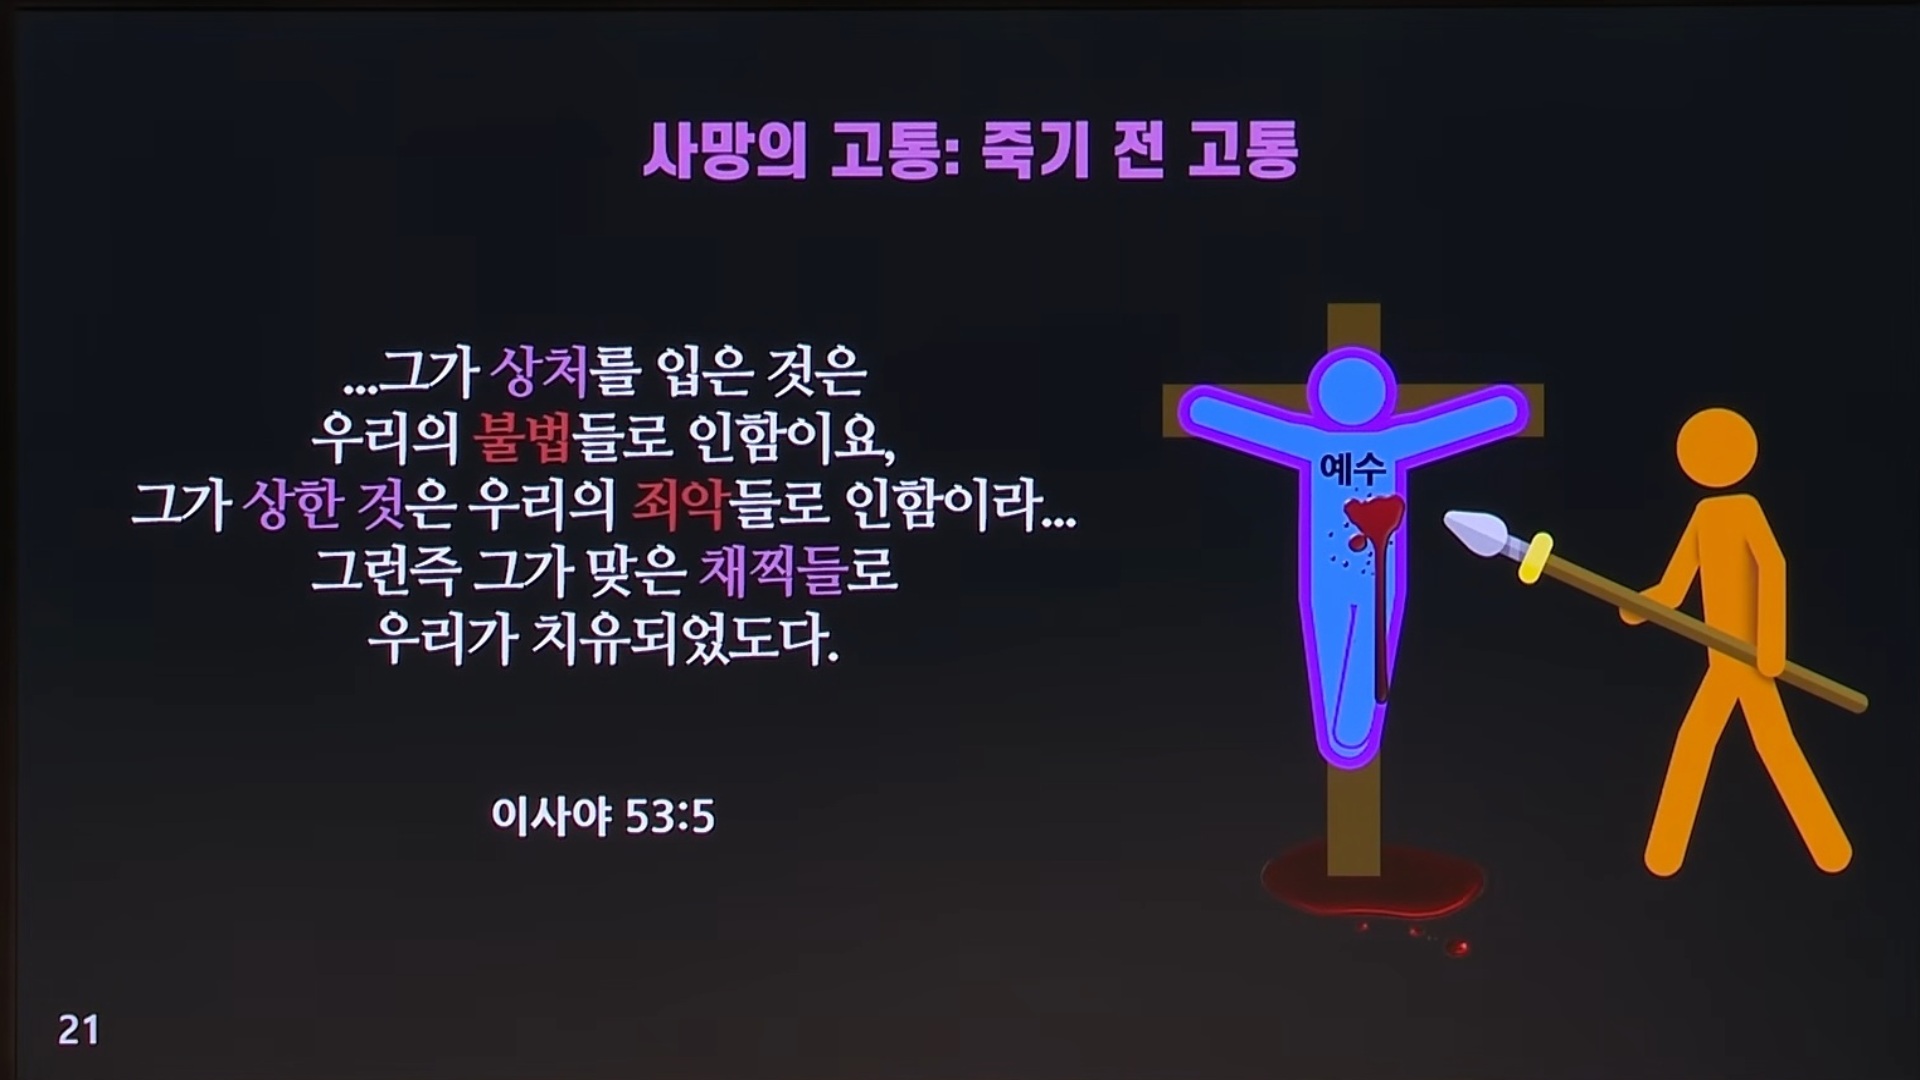 사망의 고통: 죽기 전 고통
...그가 상처를 입은 것은
우리의 불법들로 인함이요,
그가 상한 것은 우리의 죄악들로 인함이라...
그런즉 그가 맞은 채찍들로
우리가 치유되었도다.
이사야 53:5
예수
21